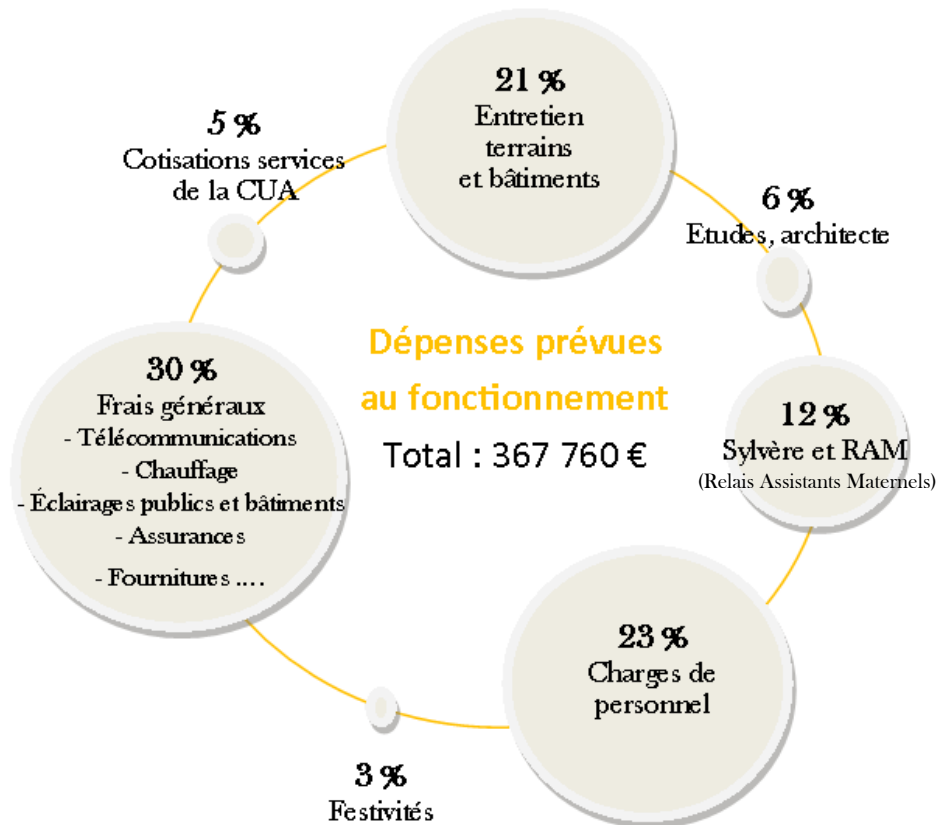 21 %
Entretien
terrains
et bâtiments
5 %
Cotisations services
de la CUA
6 %
Etudes, architecte
Dépenses prévues
au fonctionnement
Total : 367 760 €
30 %
Frais généraux
- Télécommunications
- Chauffage
- Éclairages publics et bâtiments
- Assurances
- Fournitures ....
12 %
Sylvère et RAM
(Relais Assistants Maternels)
23 %
Charges de
personnel
3 %
Festivités